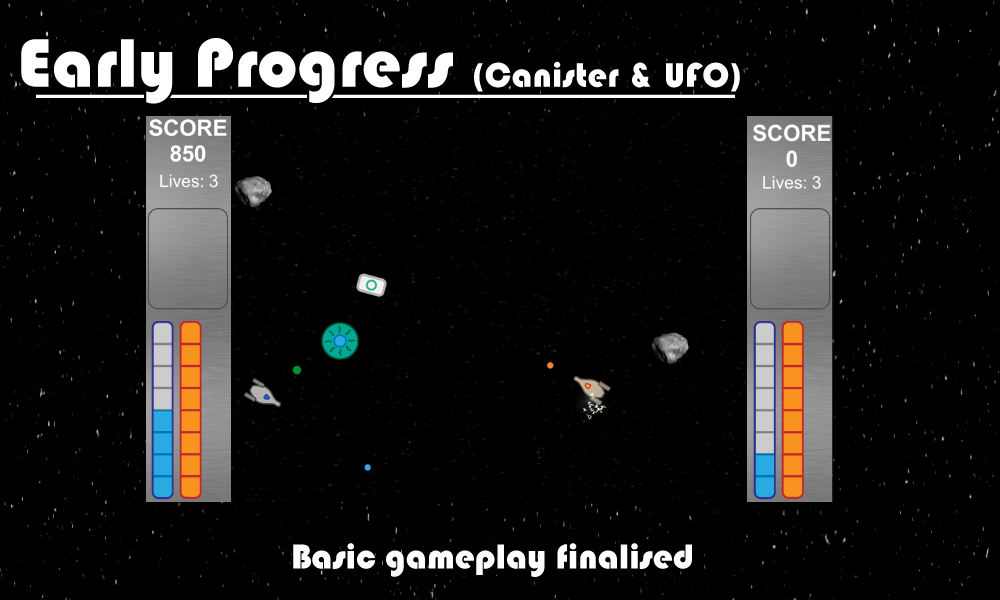 Early Progress (Canister & UFO)
SCORE
850
Lives: 3
SCORE
0
Lives: 3
Basic gameplay finalised